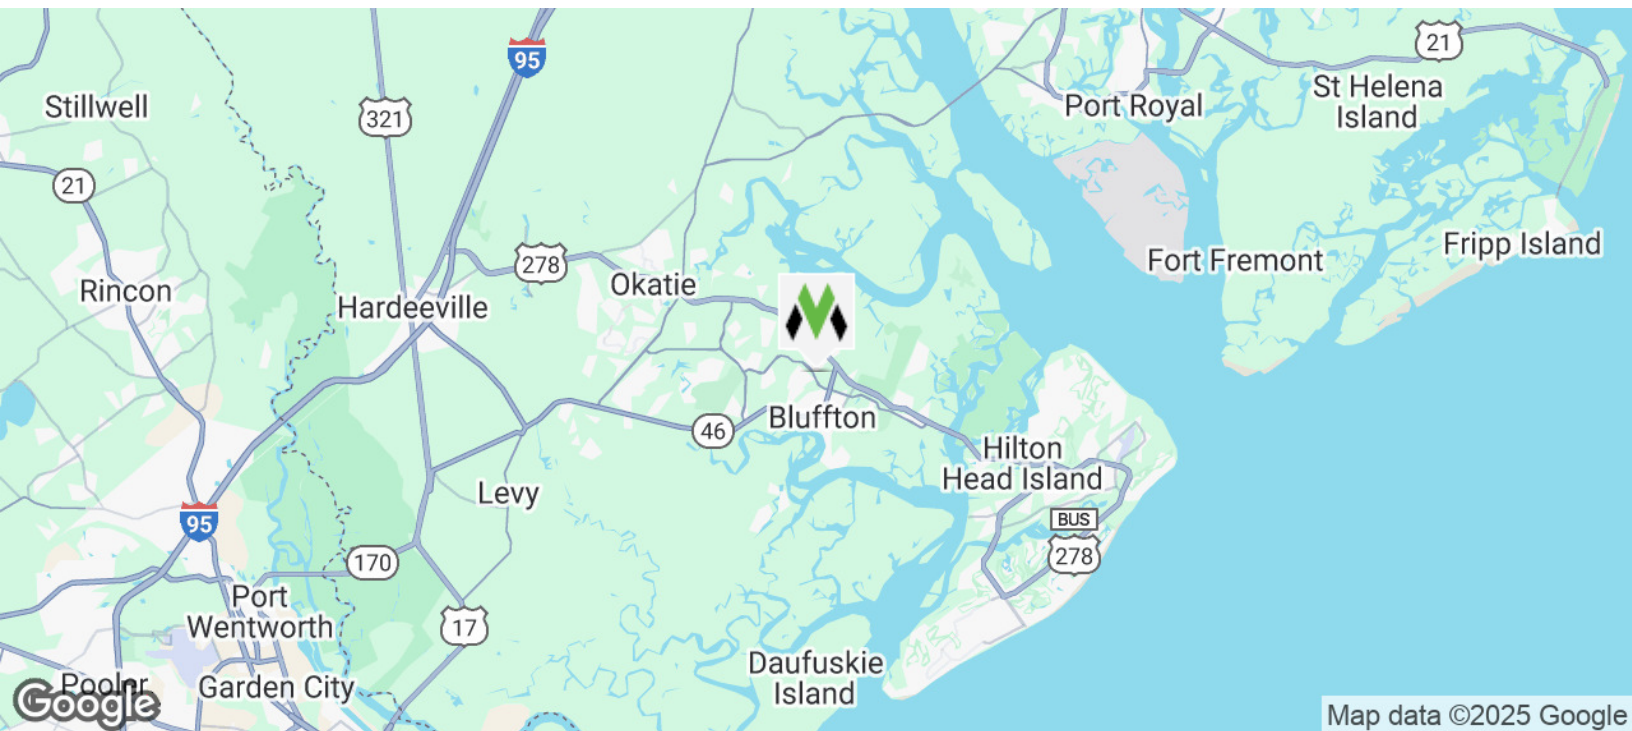 95
21
321
St Helena
Island
Stillwell
Port Royal
21
Fripp Island
Fort Fremont
278
Okatie
Rincon
Hardeeville
46
Bluffton
Hilton
Head Island
Levy
95
BUS
278
170
Port
Wentworth
17
Daufuskie
Island
Garden City
Google
Map data ©2025 Google